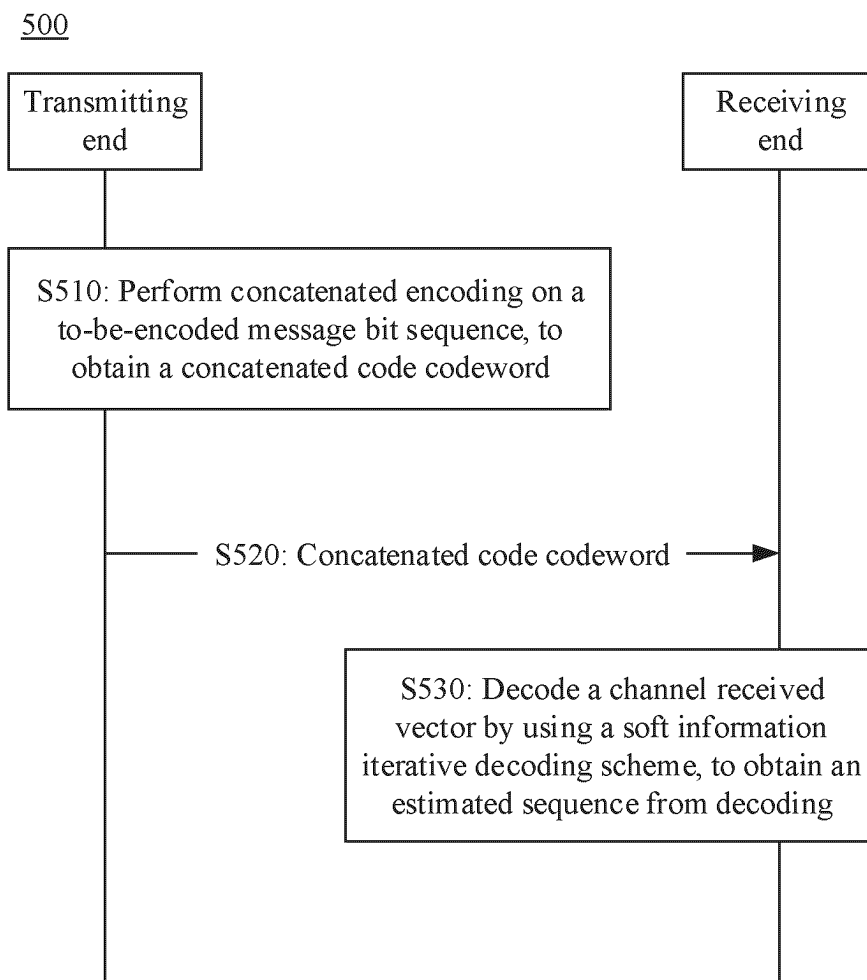 500
Transmitting
end
Receiving
end
S510: Perform concatenated encoding on a
to-be-encoded message bit sequence, to
obtain a concatenated code codeword
S520: Concatenated code codeword
S530: Decode a channel received
vector by using a soft information
iterative decoding scheme, to obtain an
estimated sequence from decoding